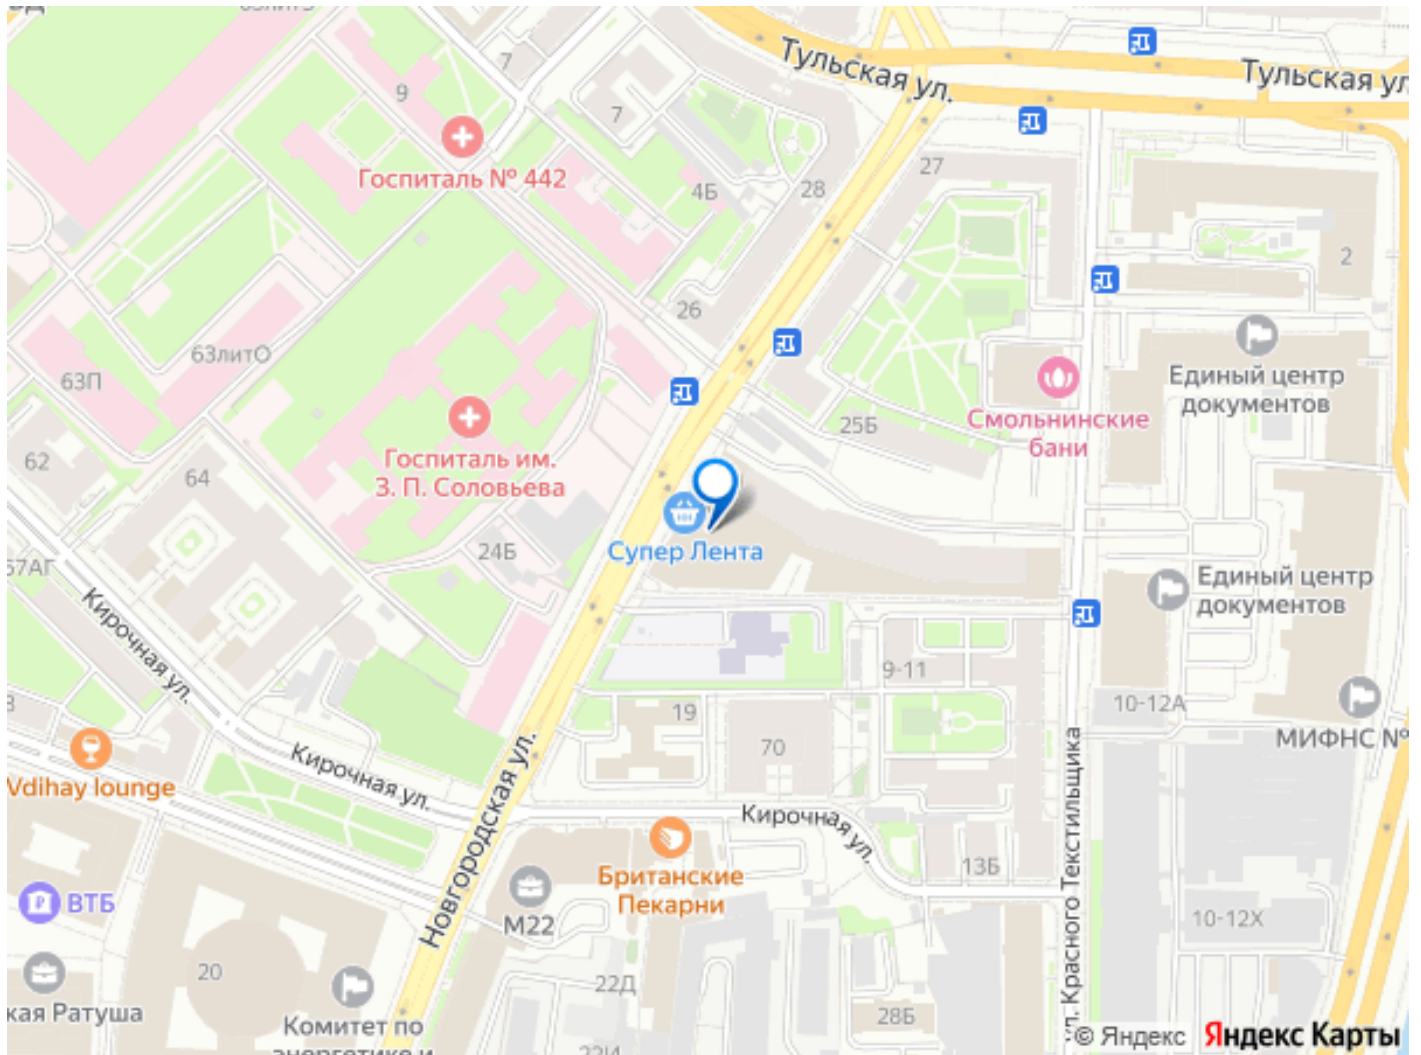 7
9
Тульская ул.
Тульская ул
Госпиталь № 442
7
4Б
28
27
2
26
63литО
63П
Единый центр
документов
Смольнинские
бани
25Б
62
64
Госпиталь им.
З. П. Соловьева
24Б
Супер Лента
67АГ
Единый центр
документов
Кирочная ул.
9-11
10-12А
19
70
МИФНС №
Vdihay lounge
Кирочная ул.
Новгородская ул.
Кирочная ул.
ул. Красного Текстильщика
13Б
Британские
Пекарни
ВТБ
М22
10-12Х
20
22Д
кая Ратуша
Комитет по
энергетике и
28Б
22И
© Яндекс
Яндекс Карты